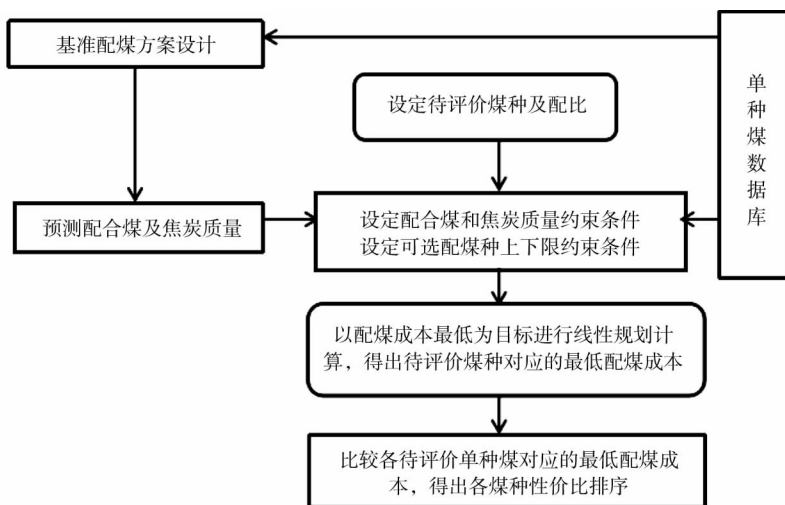 基准配煤方案设计
设定待评价煤种及配比
单种煤数据库
预测配合煤及焦炭质量
设定配合煤和焦炭质量约束条件
设定可选配煤种上下限约束条件
以配煤成本最低为目标进行线性规划计
算，得出待评价煤种对应的最低配煤成本
比较各待评价单种煤对应的最低配煤成
本，得出各煤种性价比排序